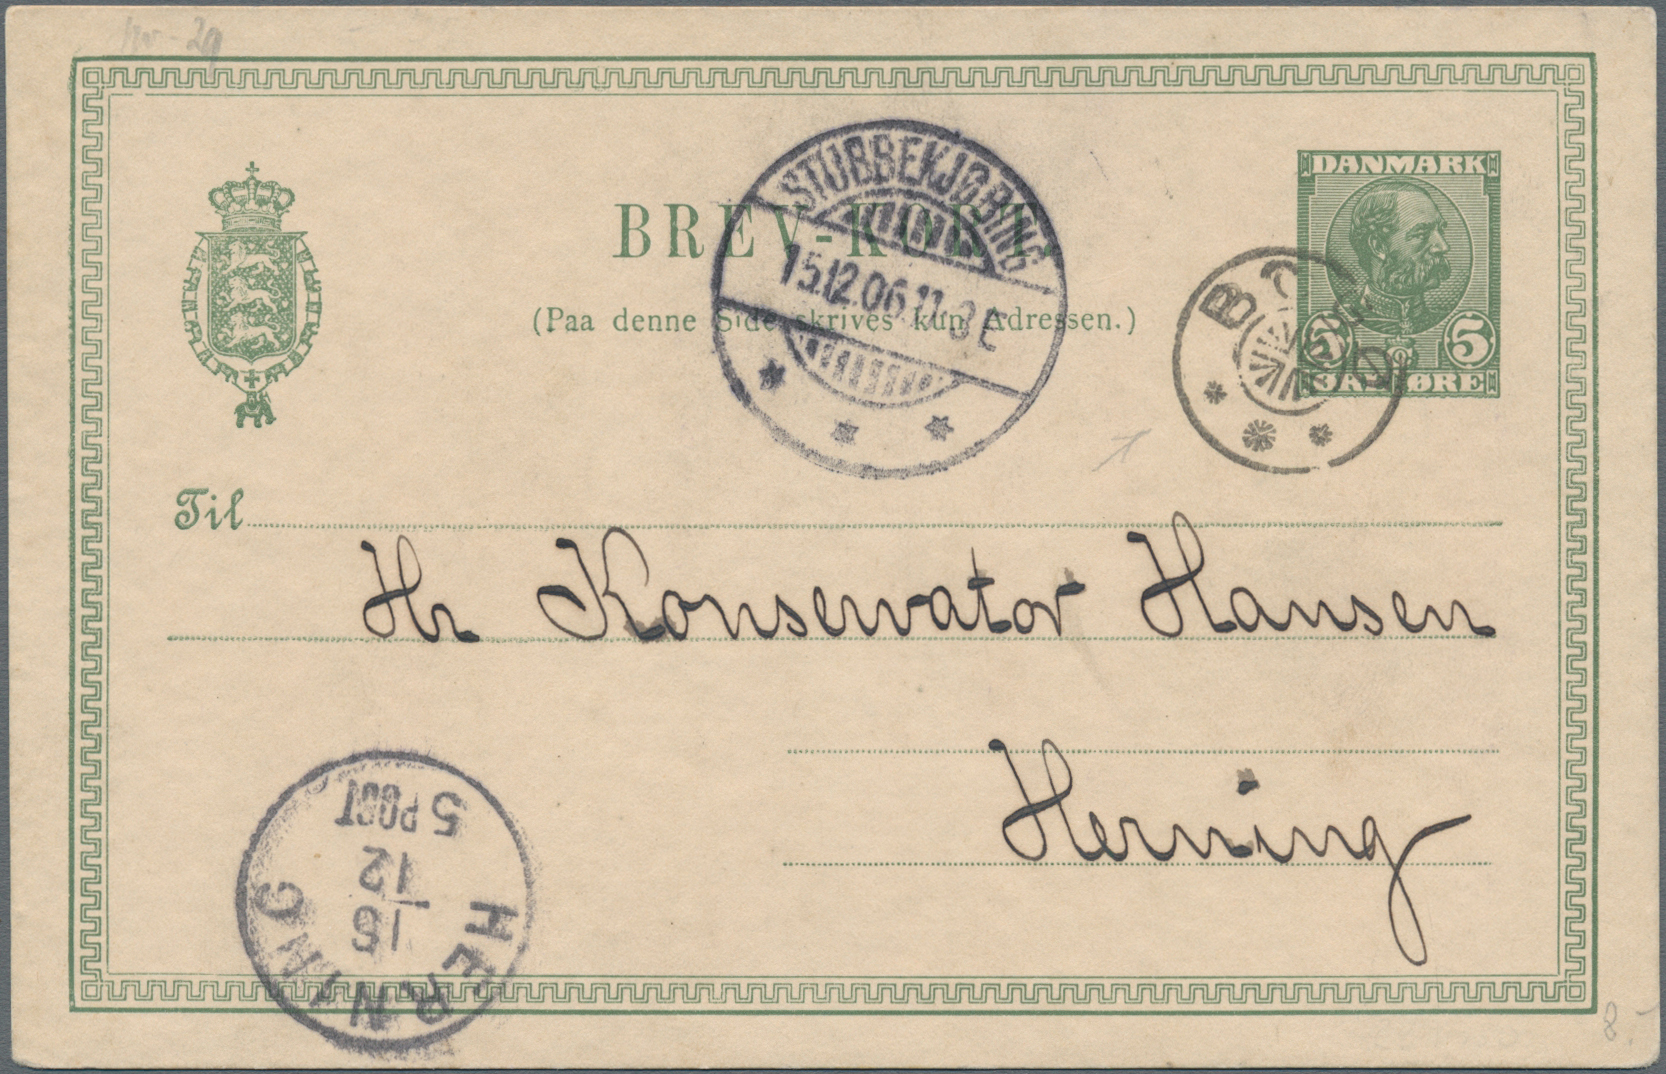 DANMARK
STUBBEKJØBING
BREV-KORT
15.12.06.11-3E
(Paa denne Side skrives kun Adressen.)
5 5
ØRE
Til
Hr Konservator Hansen
Herning
HERNING
15
12
5 POST
8.-